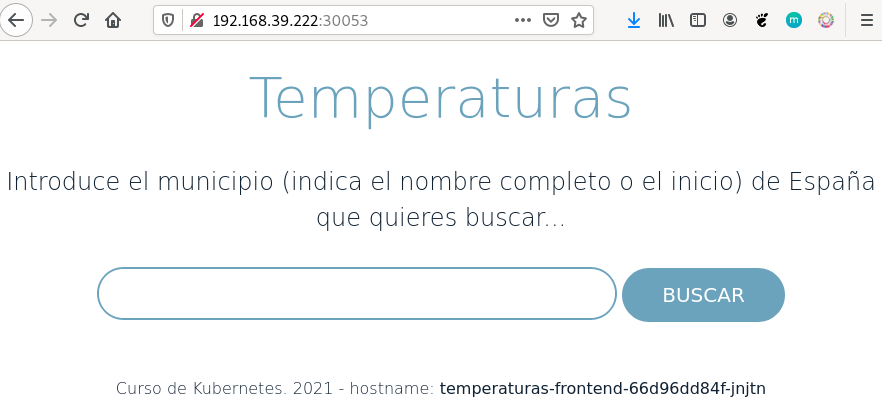 192.168.39.222:30053
Temperaturas
Introduce el municipio (indica el nombre completo o el inicio) de España
que quieres buscar...
BUSCAR
Curso de Kubernetes. 2021 - hostname: temperaturas-frontend-66d96dd84f-jnjtn